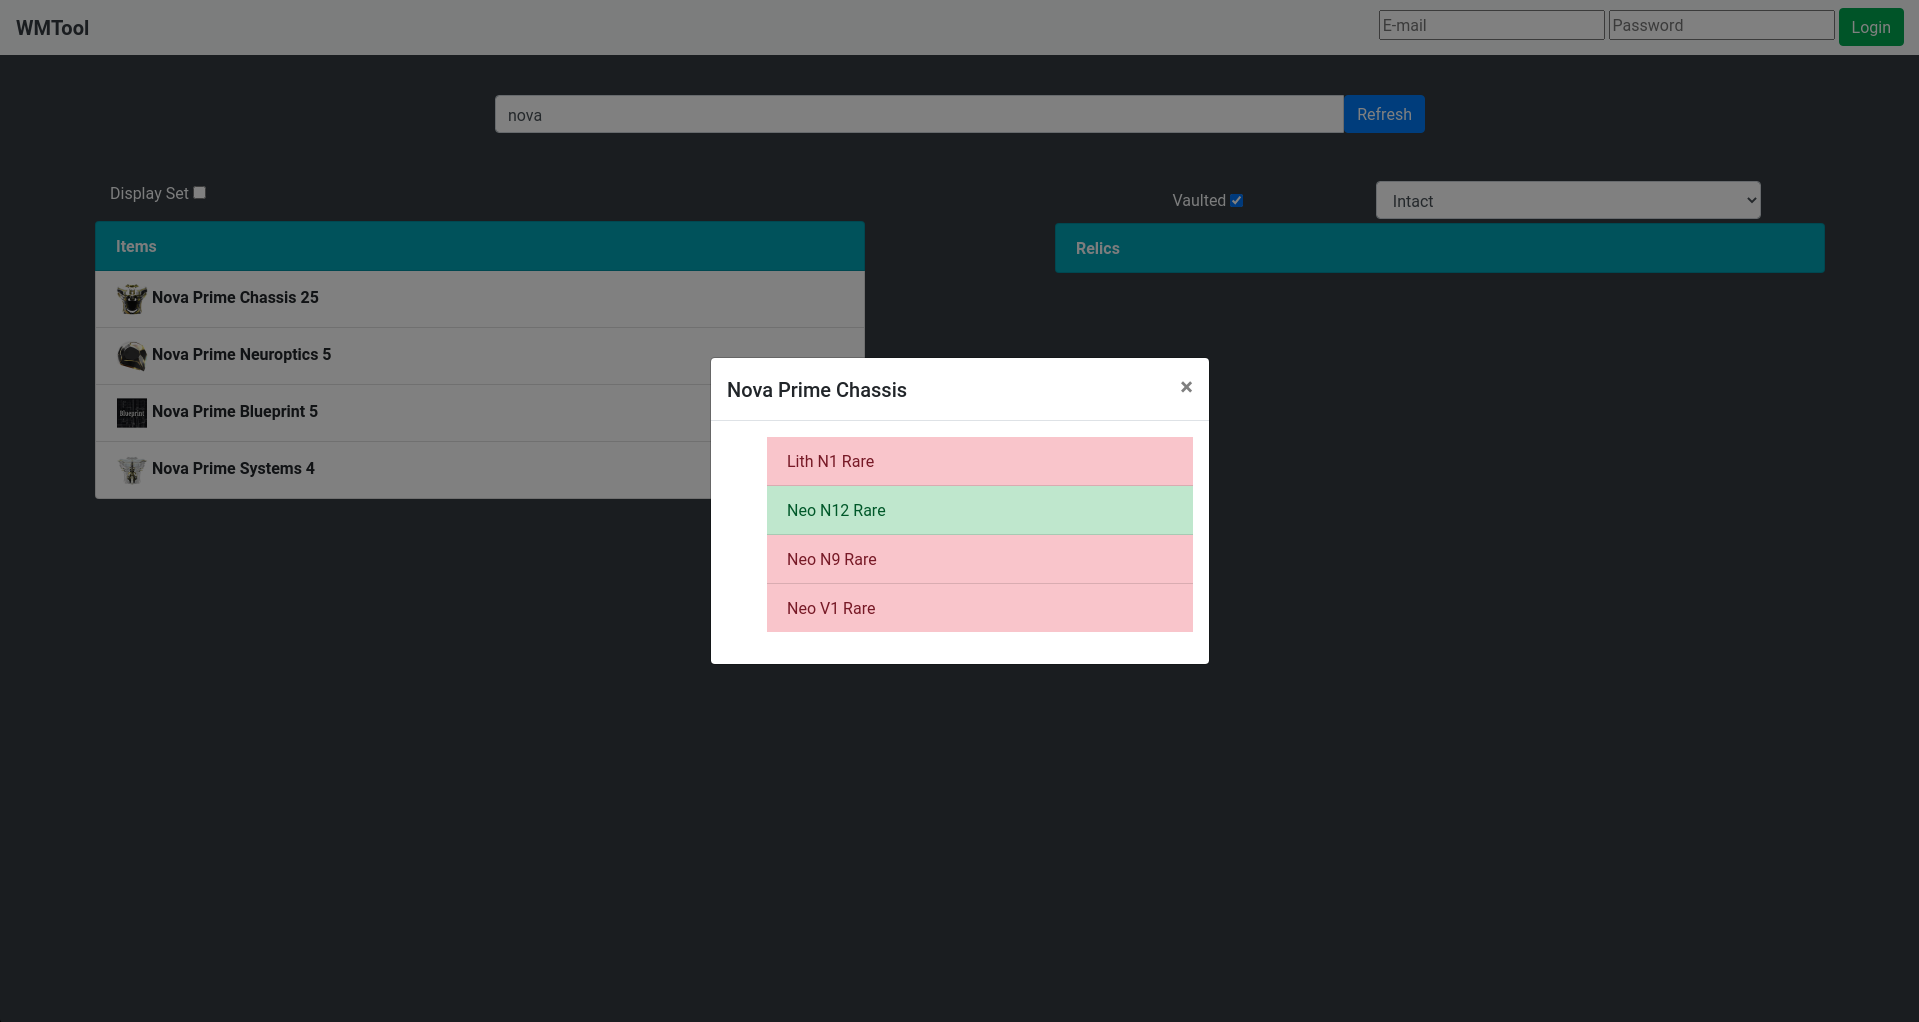 WMTool
E-mail
Password
Login
nova
Refresh
Display Set
Vaulted
Intact
Items
Relics
Nova Prime Chassis 25
Nova Prime Neuroptics 5
Blueprint
Nova Prime Blueprint 5
Nova Prime Systems 4
Nova Prime Chassis
×
Lith N1 Rare
Neo N12 Rare
Neo N9 Rare
Neo V1 Rare